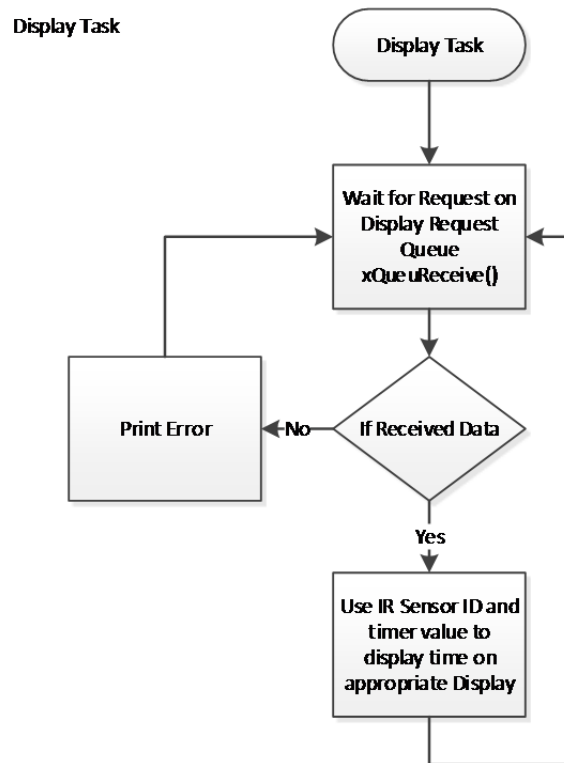 Display Task
Display Task
Wait for Request on
Display Request
Queue
xQueuReceive()
If Received Data
No
Print Error
Yes
Use IR Sensor ID and
timer value to
display time on
appropriate Display